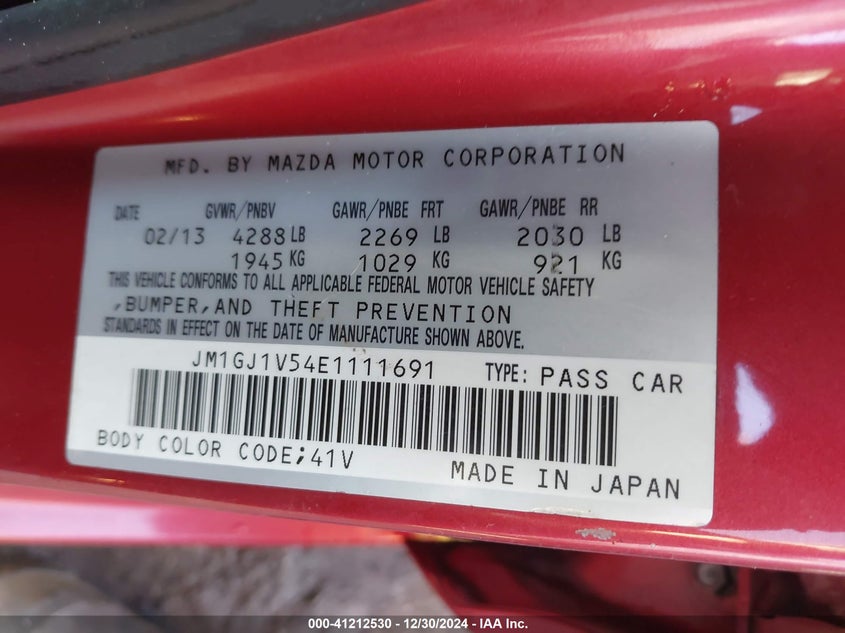 MFD. BY MAZDA MOTOR CORPORATION
DATE GVWR/PNBV GAWR/PNBE FRT GAWR/PNBE RR
02/13 4288 LB 2269 LB 2030 LB
1945 KG 1029 KG 921 KG
THIS VEHICLE CONFORMS TO ALL APPLICABLE FEDERAL MOTOR VEHICLE SAFETY
,BUMPER,AND THEFT PREVENTION
STANDARDS IN EFFECT ON THE DATE OF MANUFACTURE SHOWN ABOVE.
JM1GJ1V54E1111691 TYPE: PASS CAR
BODY COLOR CODE;41V
MADE IN JAPAN
000-41212530 - 12/30/2024 - IAA Inc.